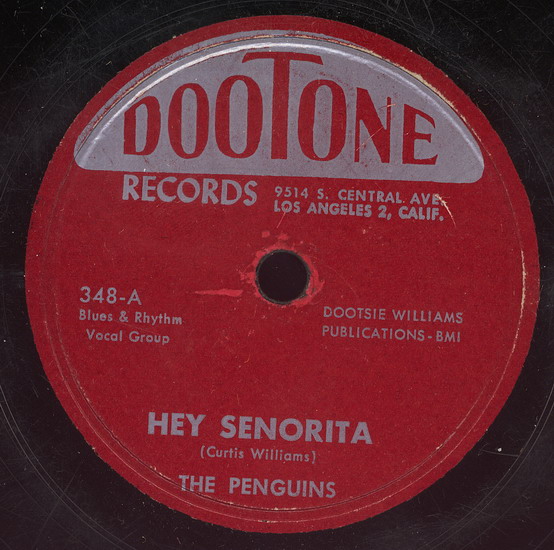 DOOTONE
RECORDS
9514 S. CENTRAL AVE.
LOS ANGELES 2, CALIF.
348-A
Blues & Rhythm
Vocal Group
DOOTSIE WILLIAMS
PUBLICATIONS-BMI
HEY SENORITA
(Curtis Williams)
THE PENGUINS